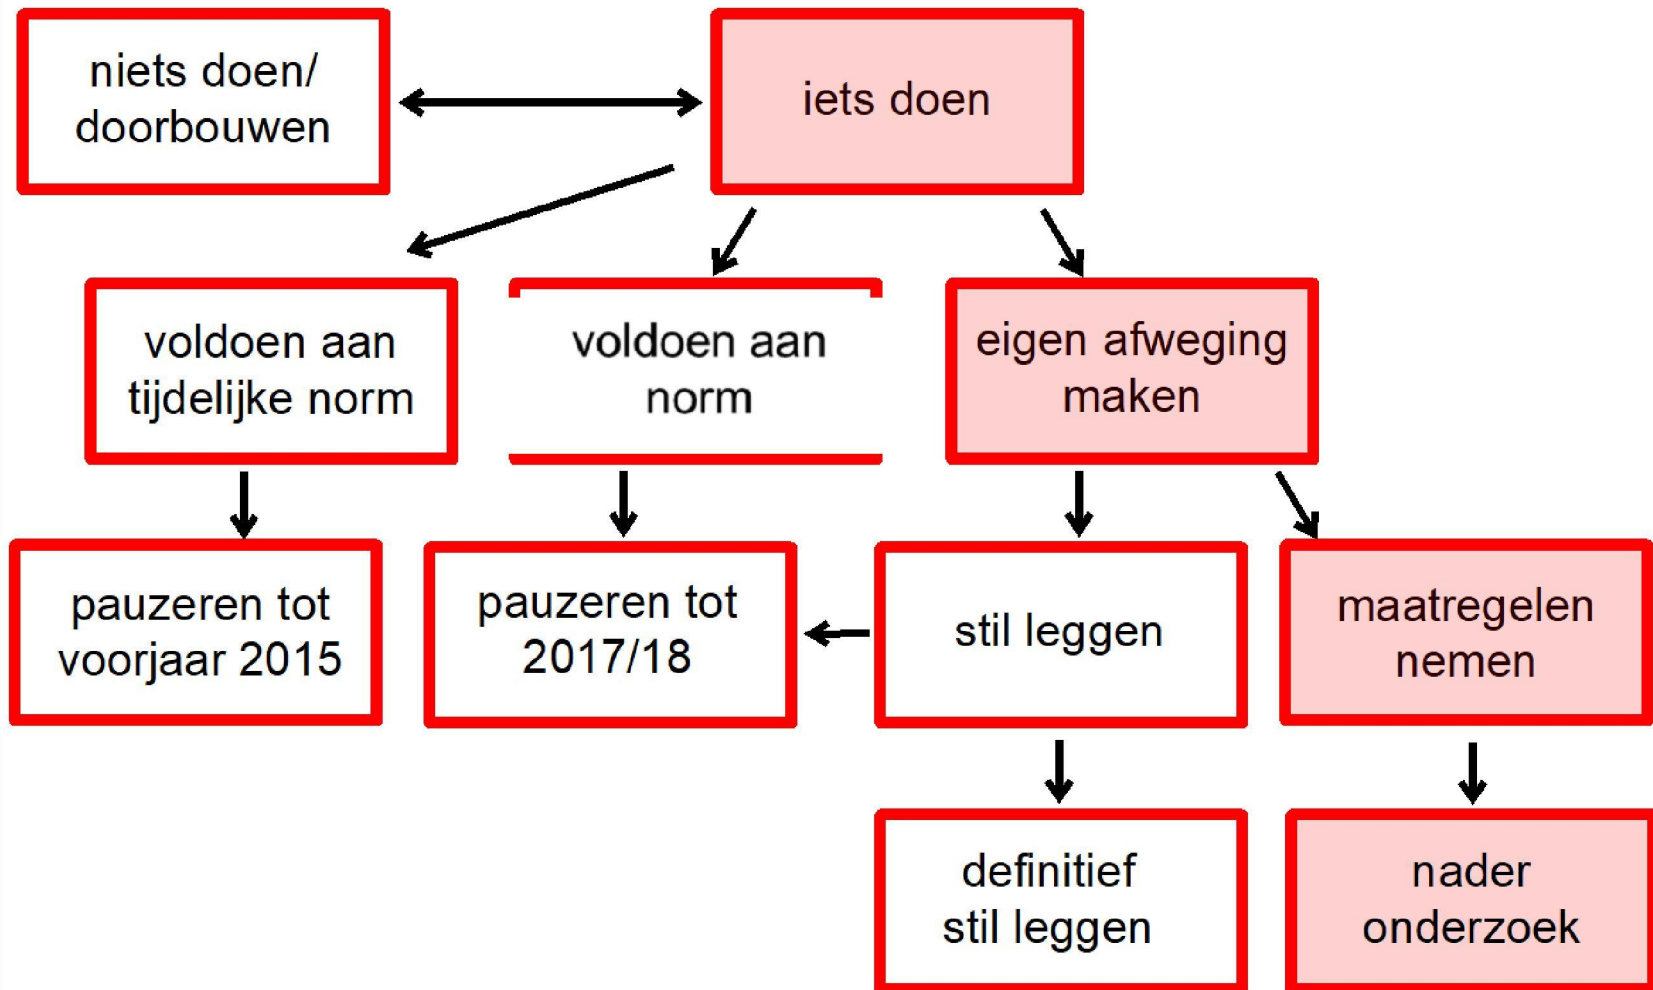 niets doen/
doorbouwen
iets doen
voldoen aan
tijdelijke norm
voldoen aan
norm
eigen afweging
maken
pauzeren tot
voorjaar 2015
pauzeren tot
2017/18
stil leggen
maatregelen
nemen
definitief
stil leggen
nader
onderzoek